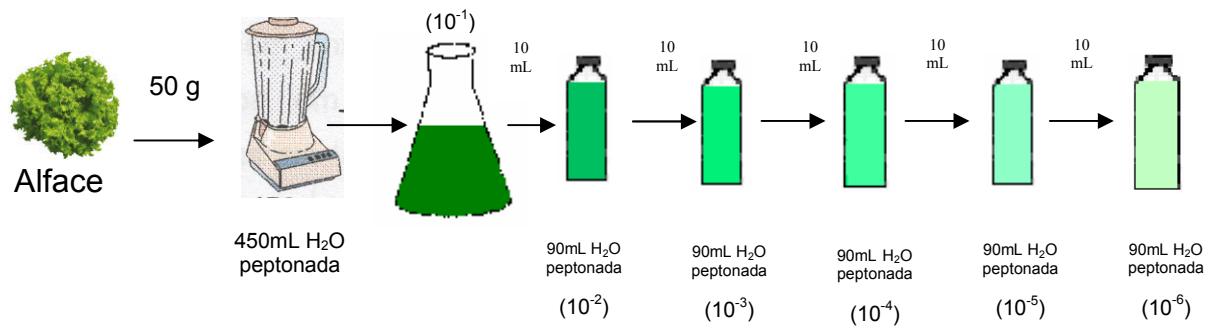 (10⁻¹)
10
mL
10
mL
10
mL
10
mL
10
mL
50 g
Alface
450mL H₂O
peptonada
90mL H₂O
peptonada
(10⁻²)
90mL H₂O
peptonada
(10⁻³)
90mL H₂O
peptonada
(10⁻⁴)
90mL H₂O
peptonada
(10⁻⁵)
90mL H₂O
peptonada
(10⁻⁶)